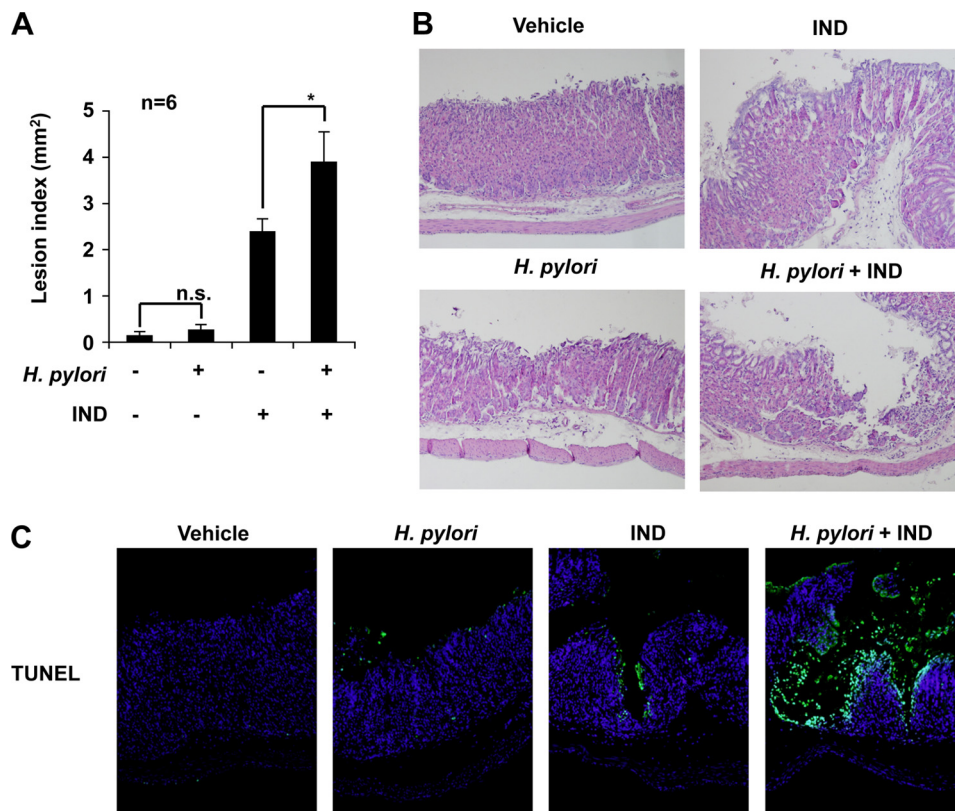 A
n=6
Lesion index (mm²)
5
4
3
2
1
0
n.s.
*
H. pylori - + - +
IND - - + +
B
Vehicle IND
H. pylori H. pylori + IND
C
Vehicle H. pylori IND H. pylori + IND
TUNEL